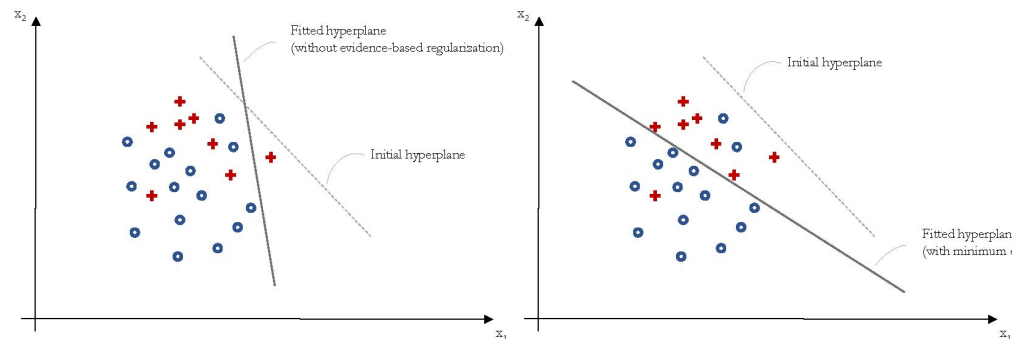 x2
Fitted hyperplane
(without evidence-based regularization)
Initial hyperplane
x1
x2
Initial hyperplane
Fitted hyperplan
(with minimum e
x1